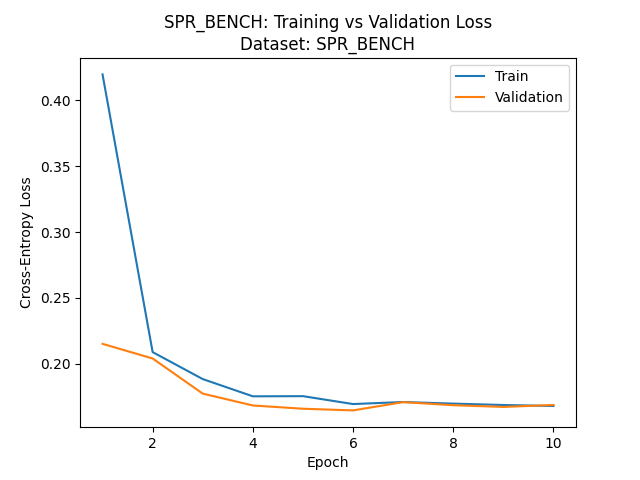 SPR_BENCH: Training vs Validation Loss
Dataset: SPR_BENCH
Train
Validation
Cross-Entropy Loss
0.40
0.35
0.30
0.25
0.20
2 4 6 8 10
Epoch